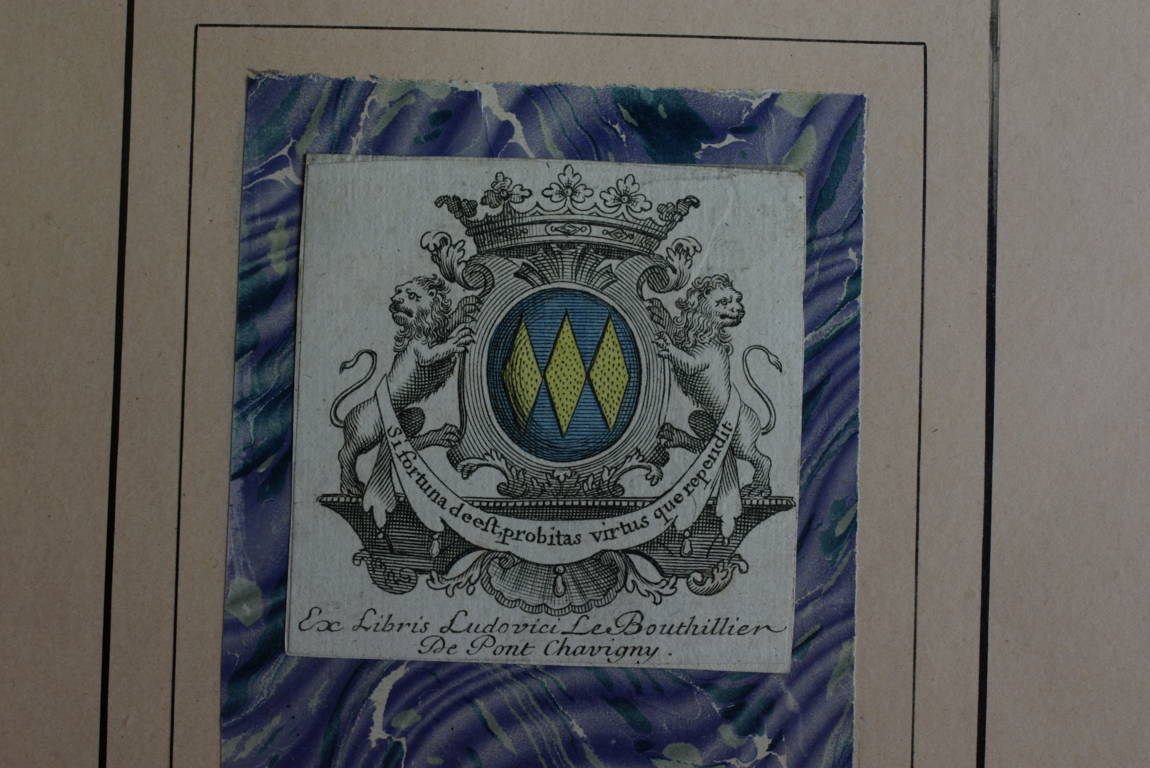 Si fortuna deest, probitas virtus que rependit.
Ex Libris Ludovici Le Bouthillier
De Pont Chavigny.